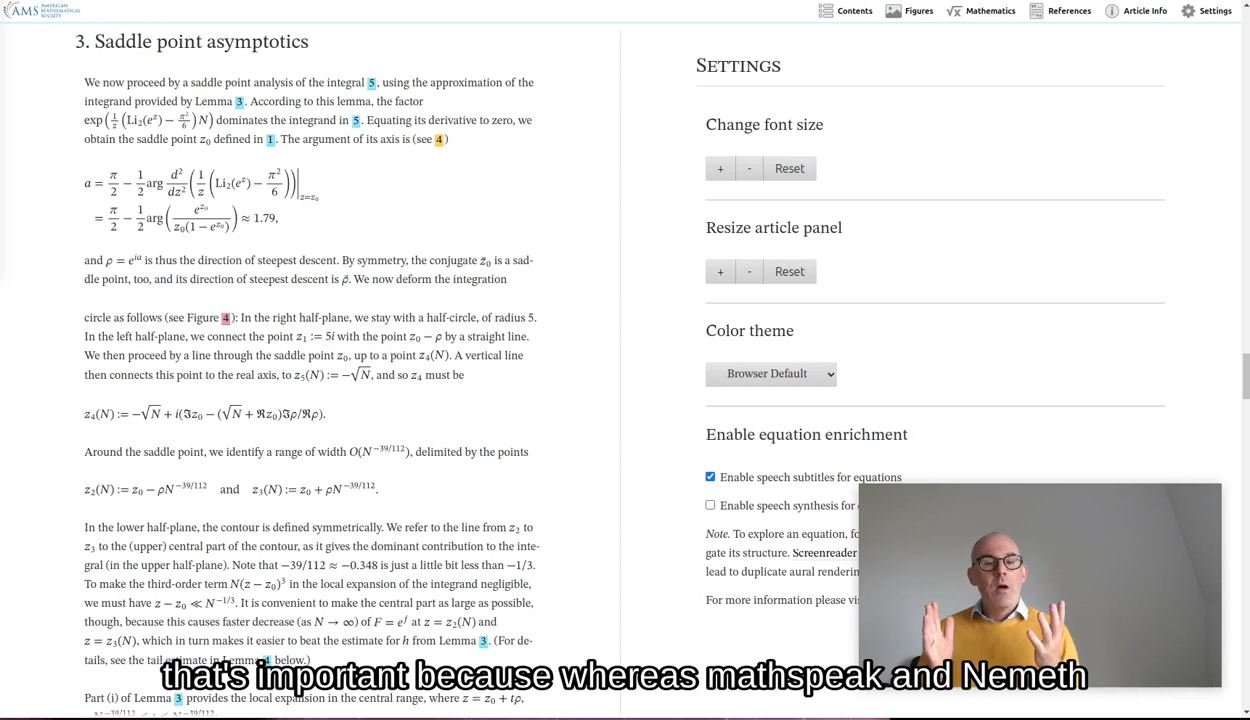 AMS AMERICAN MATHEMATICAL SOCIETY
Contents Figures Mathematics References Article Info Settings
3. Saddle point asymptotics
We now proceed by a saddle point analysis of the integral 5, using the approximation of the
integrand provided by Lemma 3. According to this lemma, the factor
exp(1/z (Li₂(eᶻ) − π²/6) N) dominates the integrand in 5. Equating its derivative to zero, we
obtain the saddle point z₀ defined in 1. The argument of its axis is (see 4)
a = π/2 − 1/2 arg d²/dz² (1/z (Li₂(eᶻ) − π²/6))|z=z₀
= π/2 − 1/2 arg (e^z₀ / z₀(1 − e^z₀)) ≈ 1.79,
and ρ = e^ia is thus the direction of steepest descent. By symmetry, the conjugate z̄₀ is a sad-
dle point, too, and its direction of steepest descent is ρ̄. We now deform the integration
circle as follows (see Figure 4): In the right half-plane, we stay with a half-circle, of radius 5.
In the left half-plane, we connect the point z₁ := 5i with the point z₀ − ρ by a straight line.
We then proceed by a line through the saddle point z₀, up to a point z₄(N). A vertical line
then connects this point to the real axis, to z₅(N) := −√N, and so z₄ must be
z₄(N) := −√N + i(ℑz₀ − (√N + ℜz₀)ℑρ/ℜρ).
Around the saddle point, we identify a range of width O(N^−39/112), delimited by the points
z₂(N) := z₀ − ρN^−39/112 and z₃(N) := z₀ + ρN^−39/112.
In the lower half-plane, the contour is defined symmetrically. We refer to the line from z₂ to
z₃ to the (upper) central part of the contour, as it gives the dominant contribution to the inte-
gral (in the upper half-plane). Note that −39/112 ≈ −0.348 is just a little bit less than −1/3.
To make the third-order term N(z − z₀)³ in the local expansion of the integrand negligible,
we must have z − z₀ ≪ N^−1/3. It is convenient to make the central part as large as possible,
though, because this causes faster decrease (as N → ∞) of F = e^f at z = z₂(N) and
z = z₃(N), which in turn makes it easier to beat the estimate for h from Lemma 3. (For de-
tails, see the tail estimate in Lemma 4 below.)
Part (i) of Lemma 3 provides the local expansion in the central range, where z = z₀ + tρ,
SETTINGS
Change font size
+ - Reset
Resize article panel
+ - Reset
Color theme
Browser Default
Enable equation enrichment
Enable speech subtitles for equations
Enable speech synthesis for
Note. To explore an equation, fo
gate its structure. Screenreader
lead to duplicate aural renderin
For more information please vis
that's important because whereas mathspeak and Nemeth